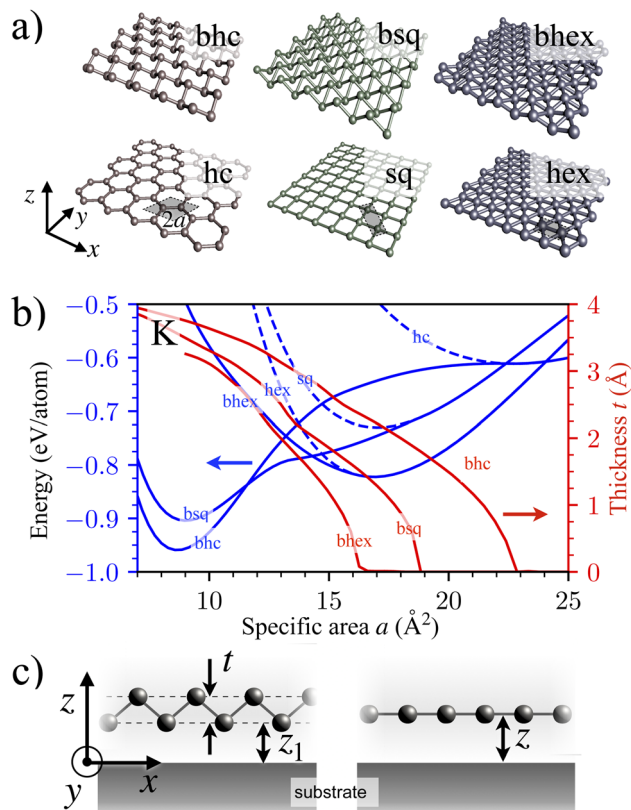 a)
bhc
bsq
bhex
hc
sq
hex
z
y
x
2a
b)
K
−0.5
−0.6
−0.7
−0.8
−0.9
−1.0
Energy (eV/atom)
4
3
2
1
0
Thickness t (Å)
hc
sq
hex
bhex
bsq
bhc
bhex
bsq
bhc
10
15
20
25
Specific area a (Å²)
c)
z
t
z₁
x
y
z
substrate